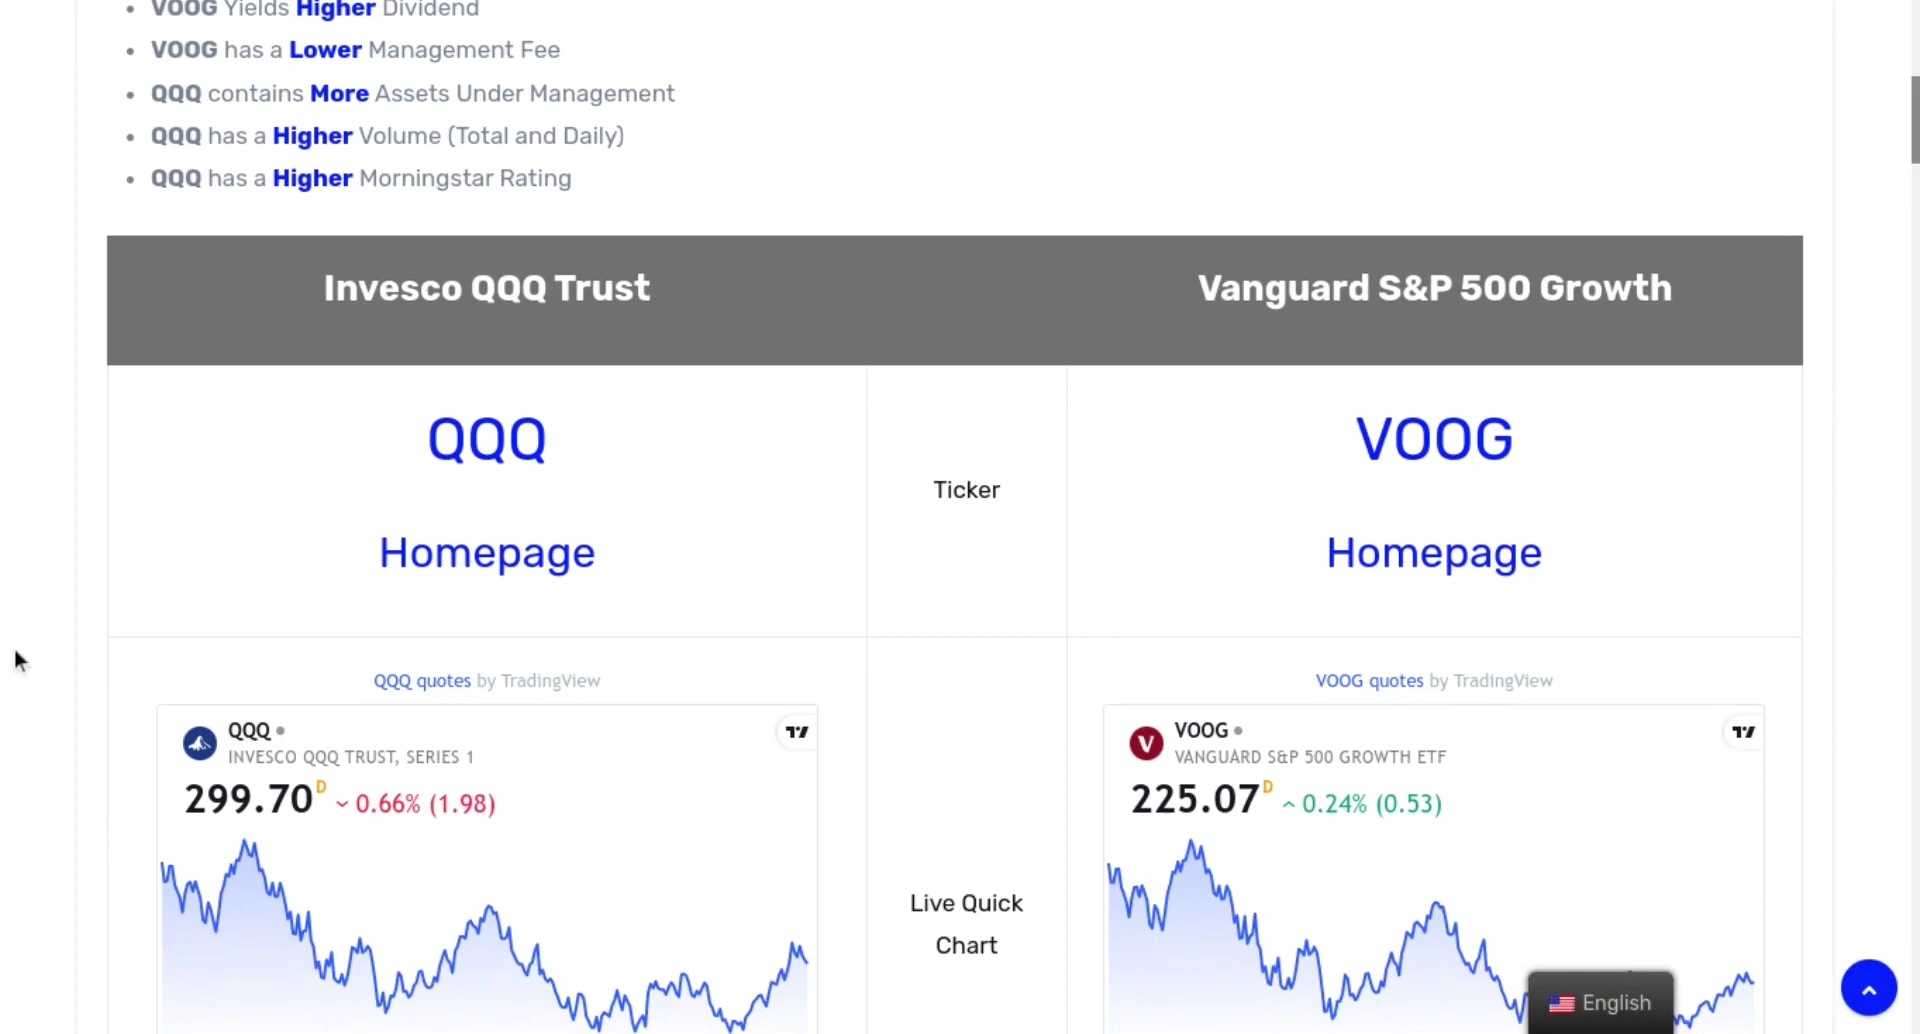 VOOG Yields Higher Dividend
VOOG has a Lower Management Fee
QQQ contains More Assets Under Management
QQQ has a Higher Volume (Total and Daily)
QQQ has a Higher Morningstar Rating
Invesco QQQ Trust
Vanguard S&P 500 Growth
QQQ
Homepage
Ticker
VOOG
Homepage
QQQ quotes by TradingView
QQQ
INVESCO QQQ TRUST, SERIES 1
299.70 D 0.66% (1.98)
Live Quick
Chart
VOOG quotes by TradingView
V
VOOG
VANGUARD S&P 500 GROWTH ETF
225.07 D 0.24% (0.53)
English